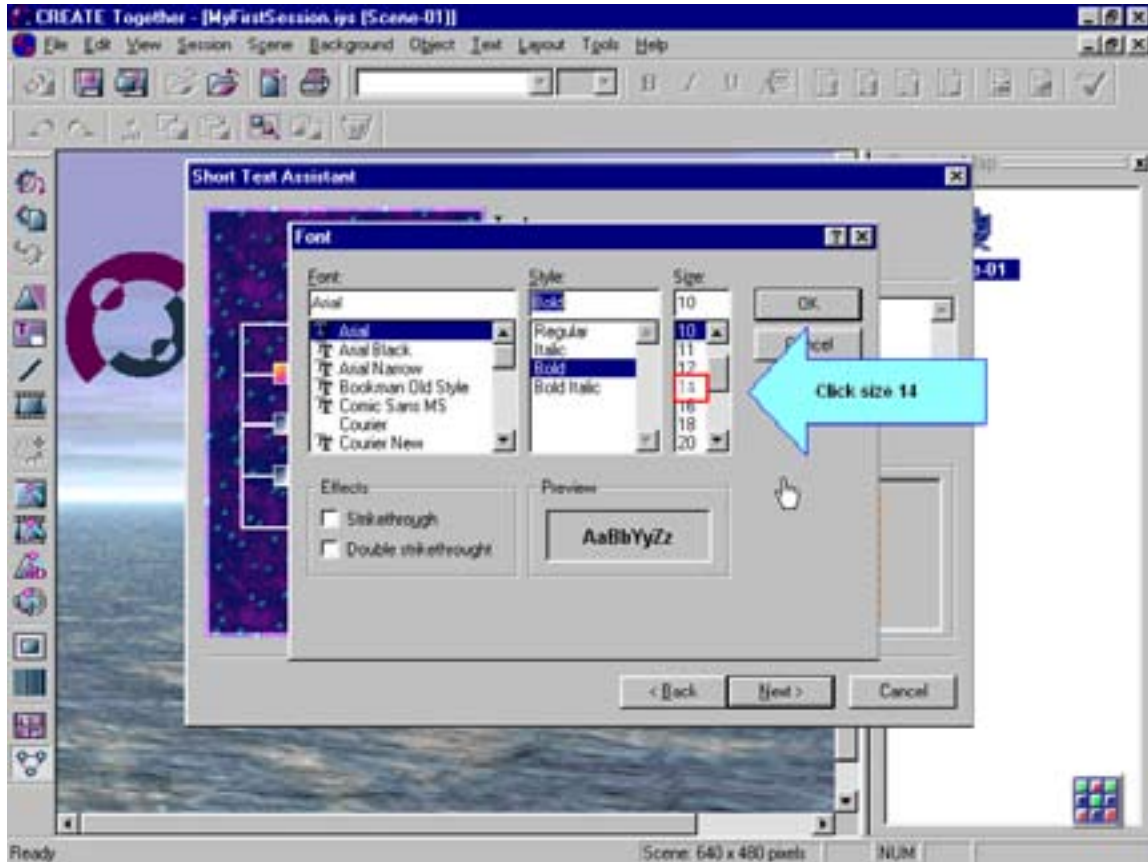 CREATE Together - [MyFirstSession.iys (Scene-01)]
File Edit View Session Scene Background Object Text Layout Tools Help
B / U
Short Text Assistant
Font
Font: Style: Size:
Arial Bold 10 OK
Arial Regular 10 Cancel
Arial Black Italic 11
Arial Narrow Bold 12
Bookman Old Style Bold Italic 14
Comic Sans MS 16
Courier 18
Courier New 20
Click size 14
Effects Preview
Strikethrough
Double strikethrought
AaBbYyZz
< Back Next > Cancel
Ready Scene: 640 x 480 pixels NUM